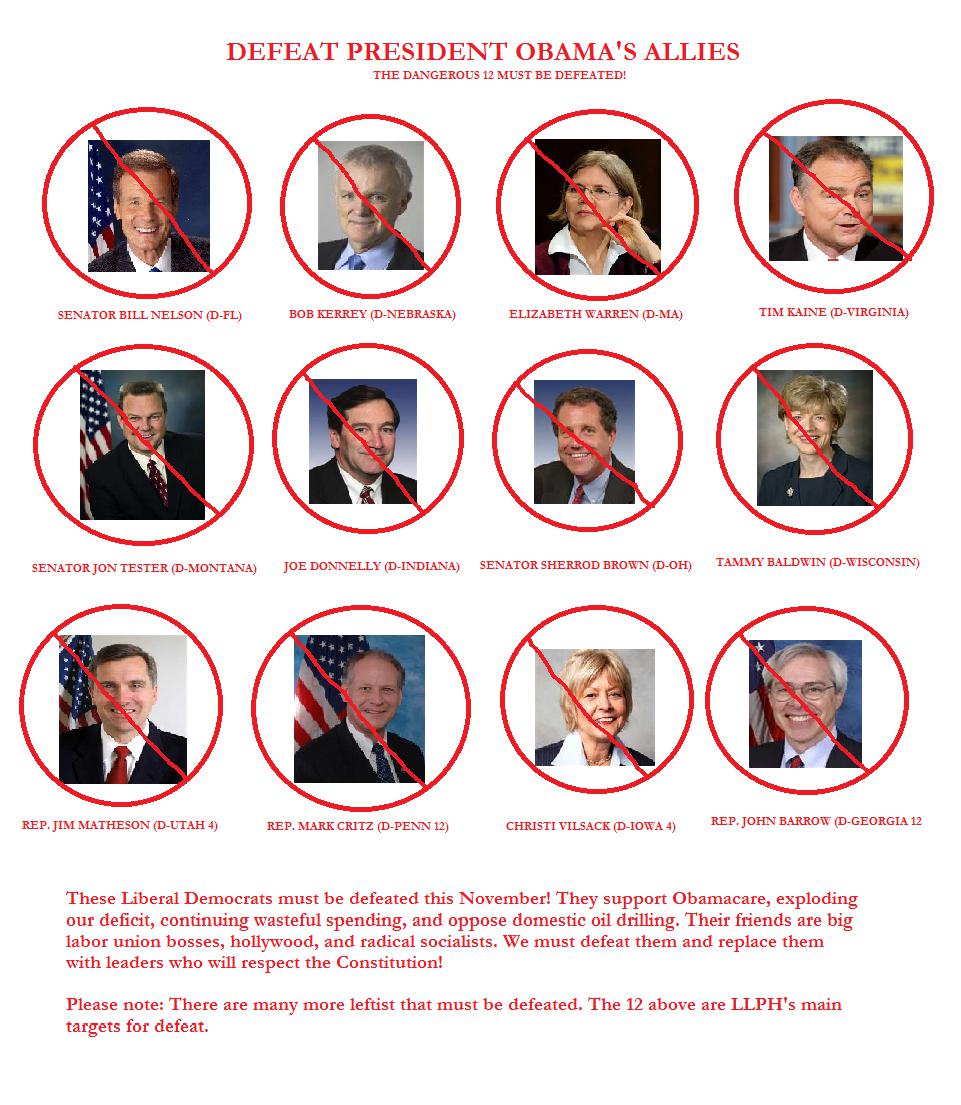 DEFEAT PRESIDENT OBAMA'S ALLIES
THE DANGEROUS 12 MUST BE DEFEATED!
SENATOR BILL NELSON (D-FL)
BOB KERREY (D-NEBRASKA)
ELIZABETH WARREN (D-MA)
TIM KAINE (D-VIRGINIA)
SENATOR JON TESTER (D-MONTANA)
JOE DONNELLY (D-INDIANA)
SENATOR SHERROD BROWN (D-OH)
TAMMY BALDWIN (D-WISCONSIN)
REP. JIM MATHESON (D-UTAH 4)
REP. MARK CRITZ (D-PENN 12)
CHRISTI VILSACK (D-IOWA 4)
REP. JOHN BARROW (D-GEORGIA 12
These Liberal Democrats must be defeated this November! They support Obamacare, exploding
our deficit, continuing wasteful spending, and oppose domestic oil drilling. Their friends are big
labor union bosses, hollywood, and radical socialists. We must defeat them and replace them
with leaders who will respect the Constitution!
Please note: There are many more leftist that must be defeated. The 12 above are LLPH's main
targets for defeat.